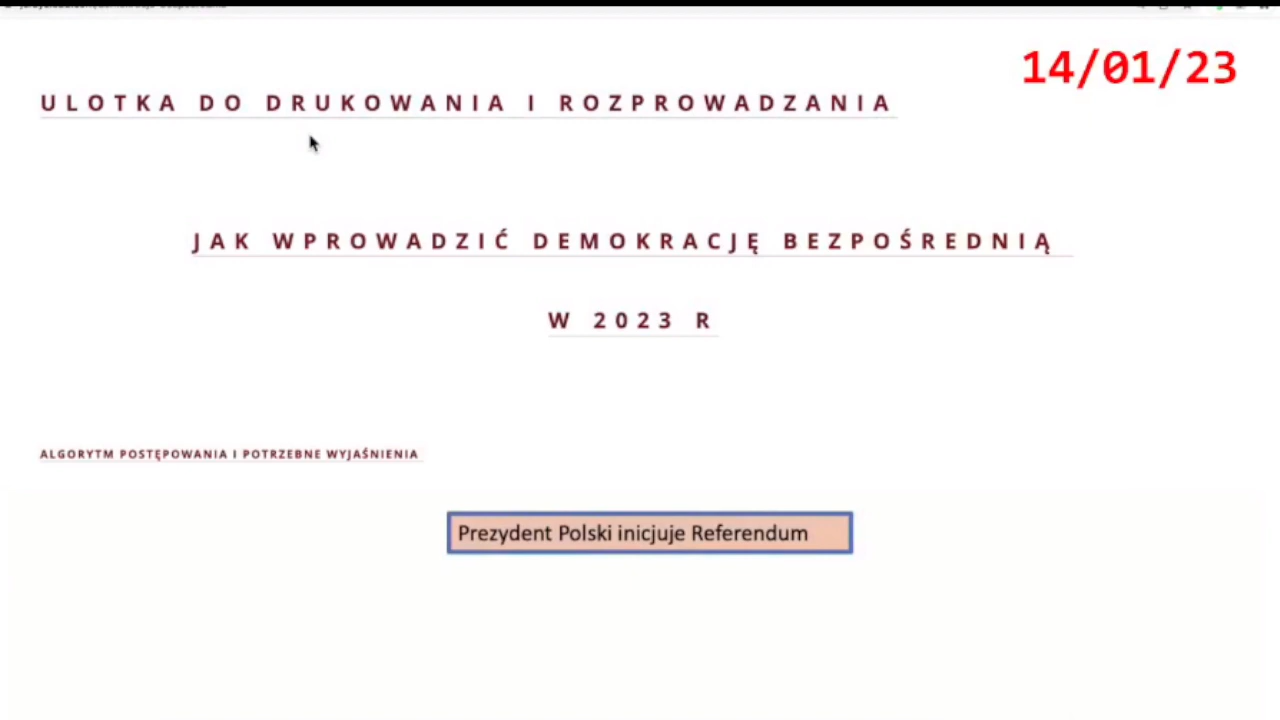 14/01/23
ULOTKA DO DRUKOWANIA I ROZPROWADZANIA
JAK WPROWADZIĆ DEMOKRACJĘ BEZPOŚREDNIĄ
W 2023 R
ALGORYTM POSTĘPOWANIA I POTRZEBNE WYJAŚNIENIA
Prezydent Polski inicjuje Referendum